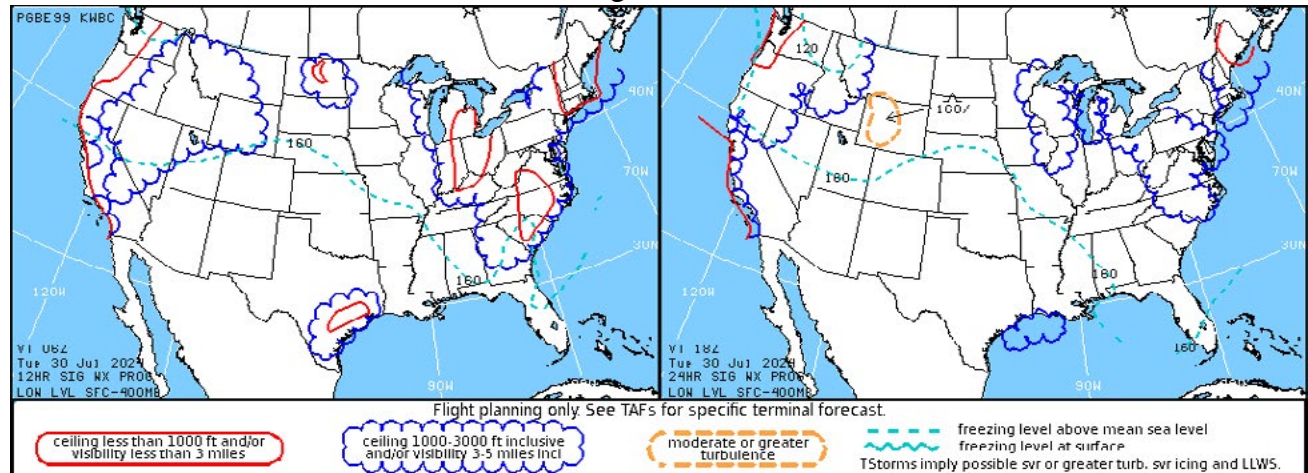 PGBE99 KWBC
120
160
160
40N
70W
30N
120W
90W
VT 06Z
Tue 30 Jul 2024
12HR SIG WX PROG
LOW LVL SFC-400MB
120
100/
160
160
160
40N
70W
30N
120W
90W
VT 18Z
Tue 30 Jul 2024
24HR SIG WX PROG
LOW LVL SFC-400MB
Flight planning only. See TAFs for specific terminal forecast.
ceiling less than 1000 ft and/or
visibility less than 3 miles
ceiling 1000-3000 ft inclusive
and/or visibility 3-5 miles incl
moderate or greater
turbulence
freezing level above mean sea level
freezing level at surface
TStorms imply possible svr or greater turb. svr icing and LLWS.